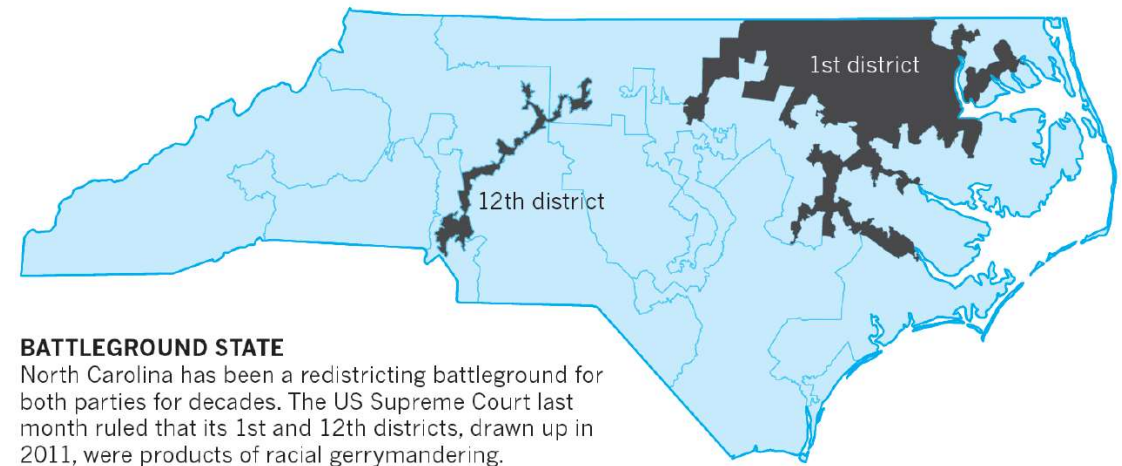 1st district
12th district
BATTLEGROUND STATE
North Carolina has been a redistricting battleground for
both parties for decades. The US Supreme Court last
month ruled that its 1st and 12th districts, drawn up in
2011, were products of racial gerrymandering.